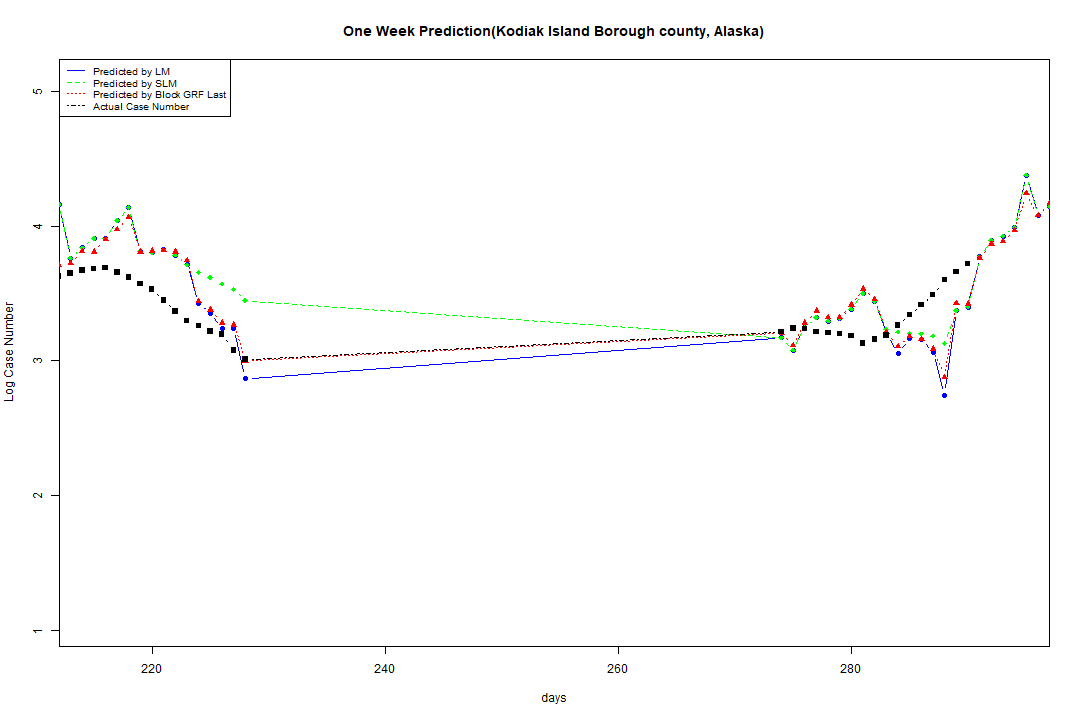 One Week Prediction(Kodiak Island Borough county, Alaska)
Predicted by LM
Predicted by SLM
Predicted by Block GRF Last
Actual Case Number
5
4
3
2
1
Log Case Number
220
240
260
280
days